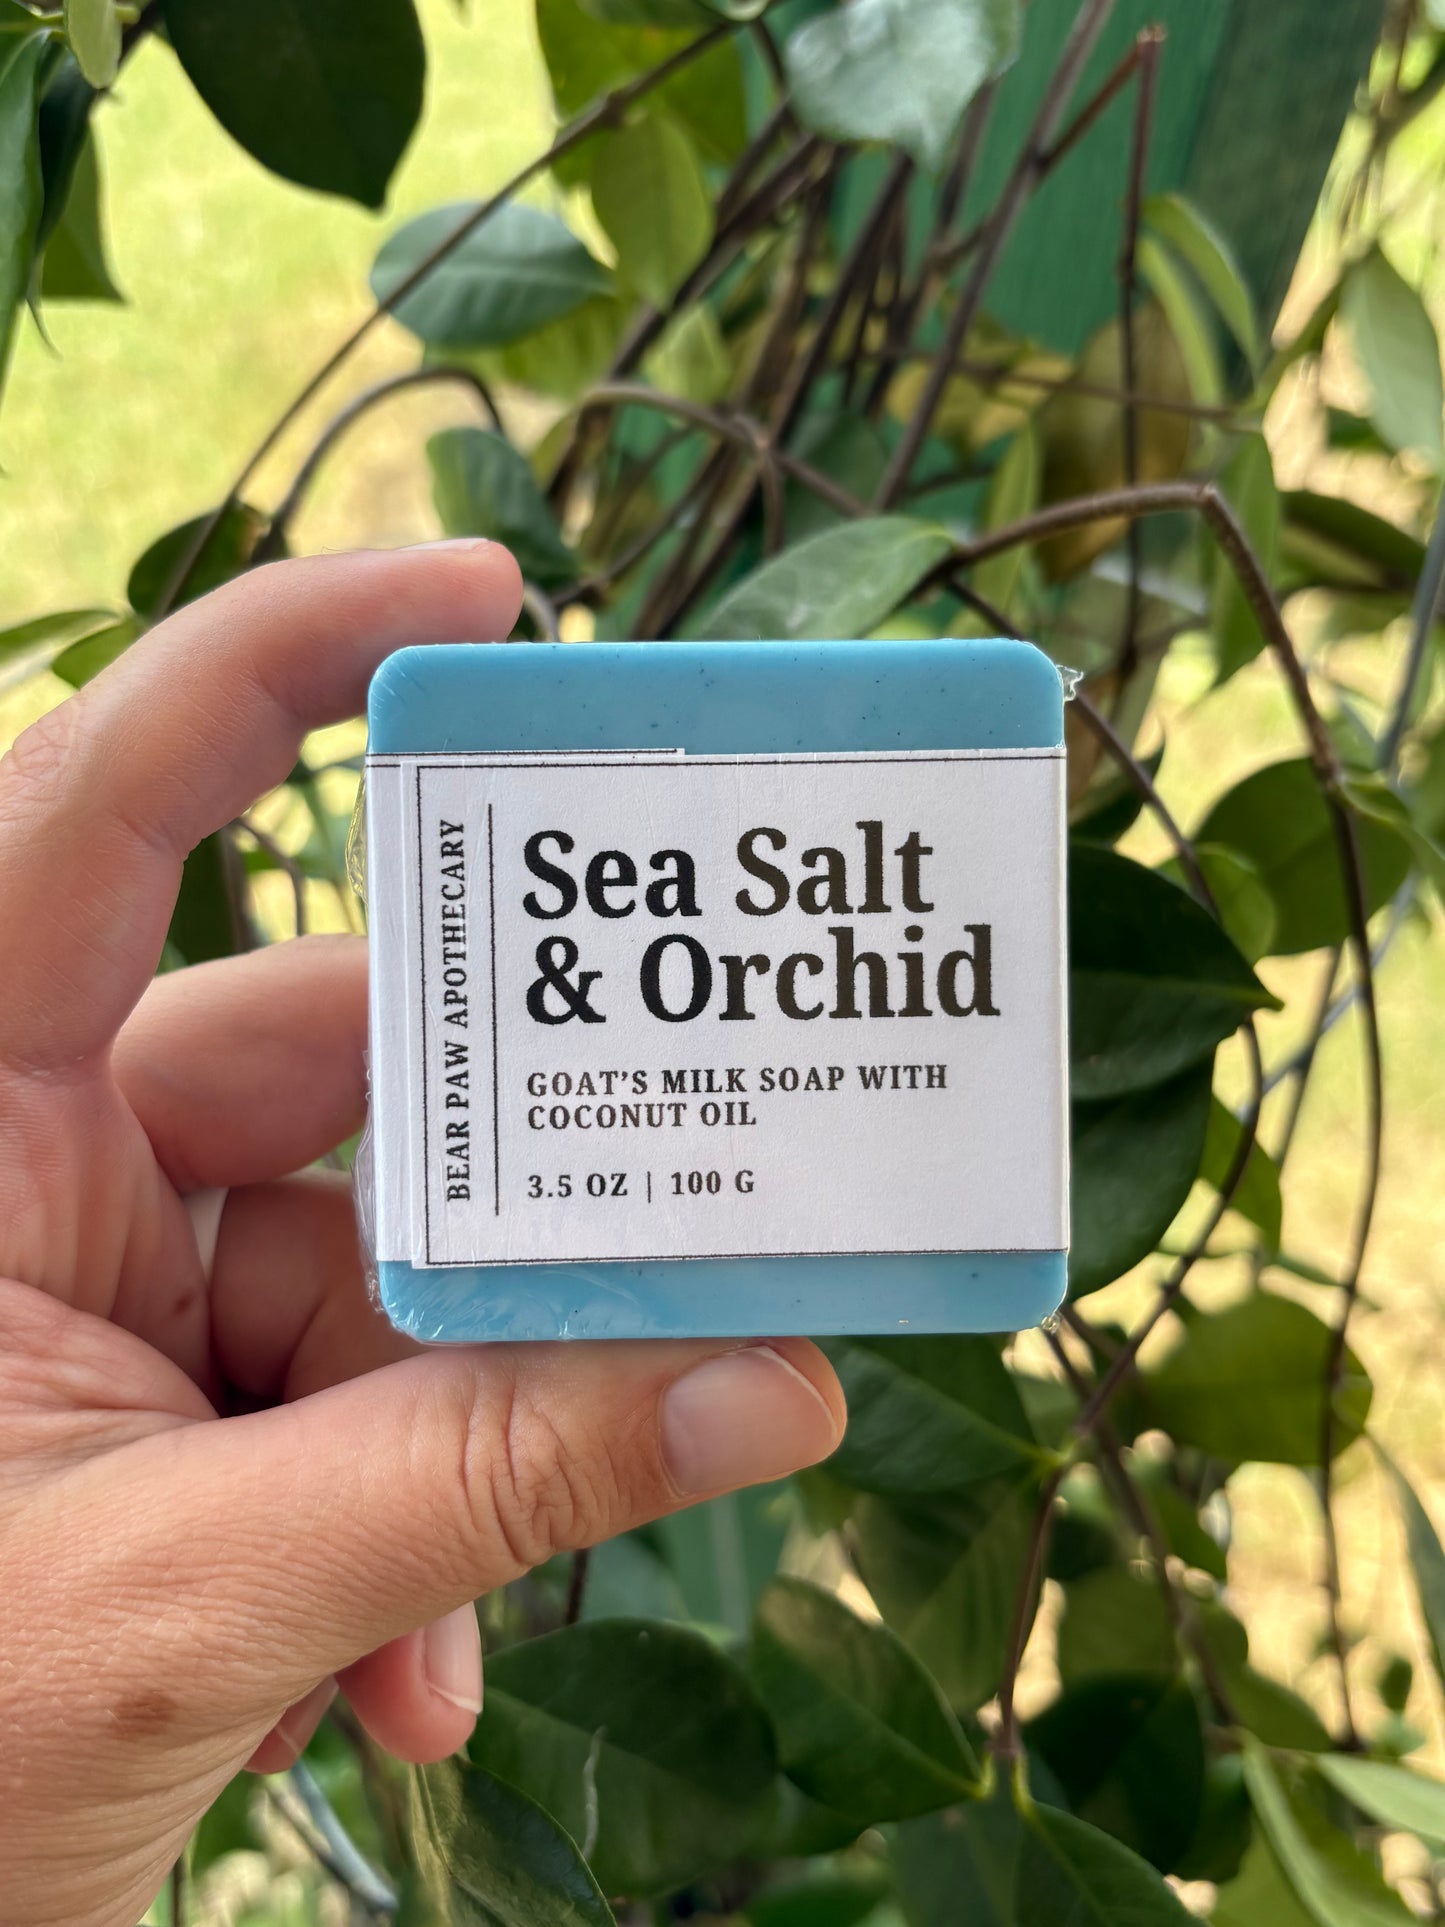 BEAR PAW APOTHECARY
Sea Salt
& Orchid
GOAT'S MILK SOAP WITH
COCONUT OIL
3.5 OZ | 100 G